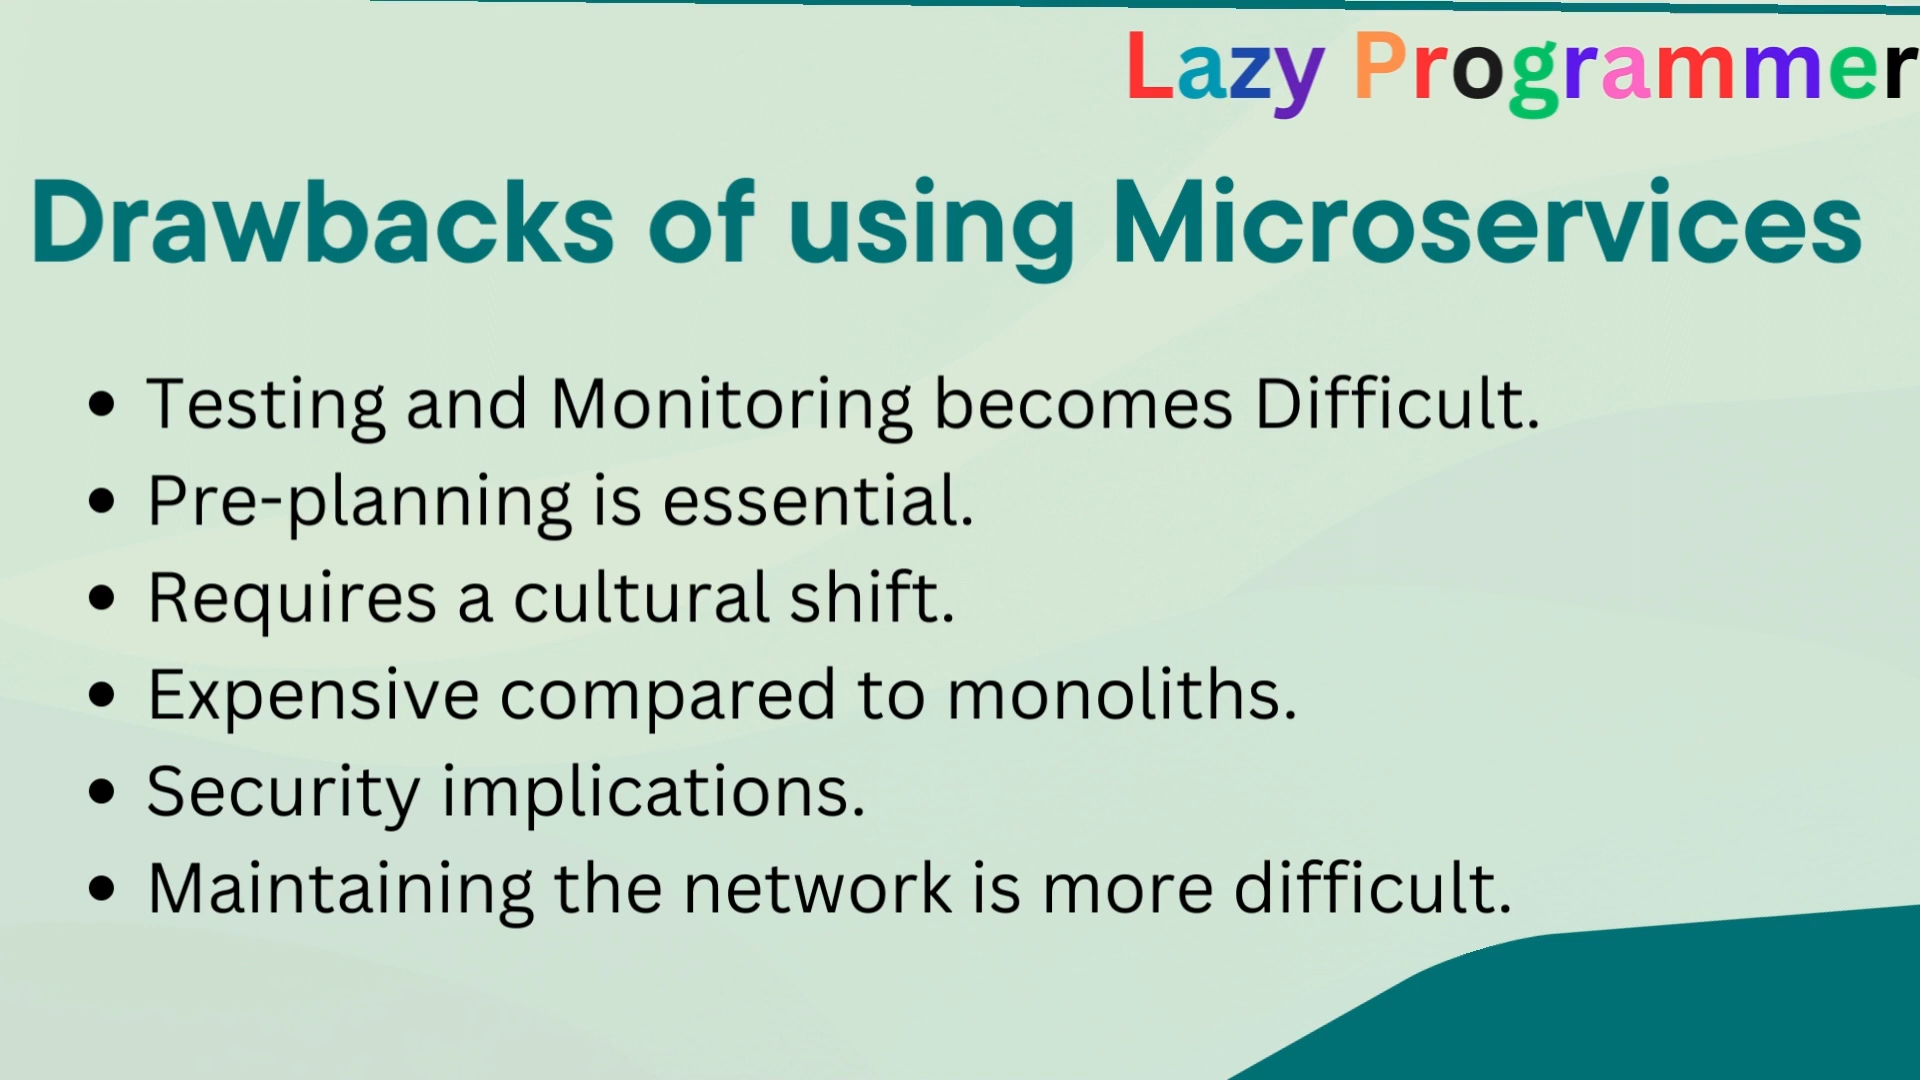 Lazy Programmer
Drawbacks of using Microservices
• Testing and Monitoring becomes Difficult.
• Pre-planning is essential.
• Requires a cultural shift.
• Expensive compared to monoliths.
• Security implications.
• Maintaining the network is more difficult.